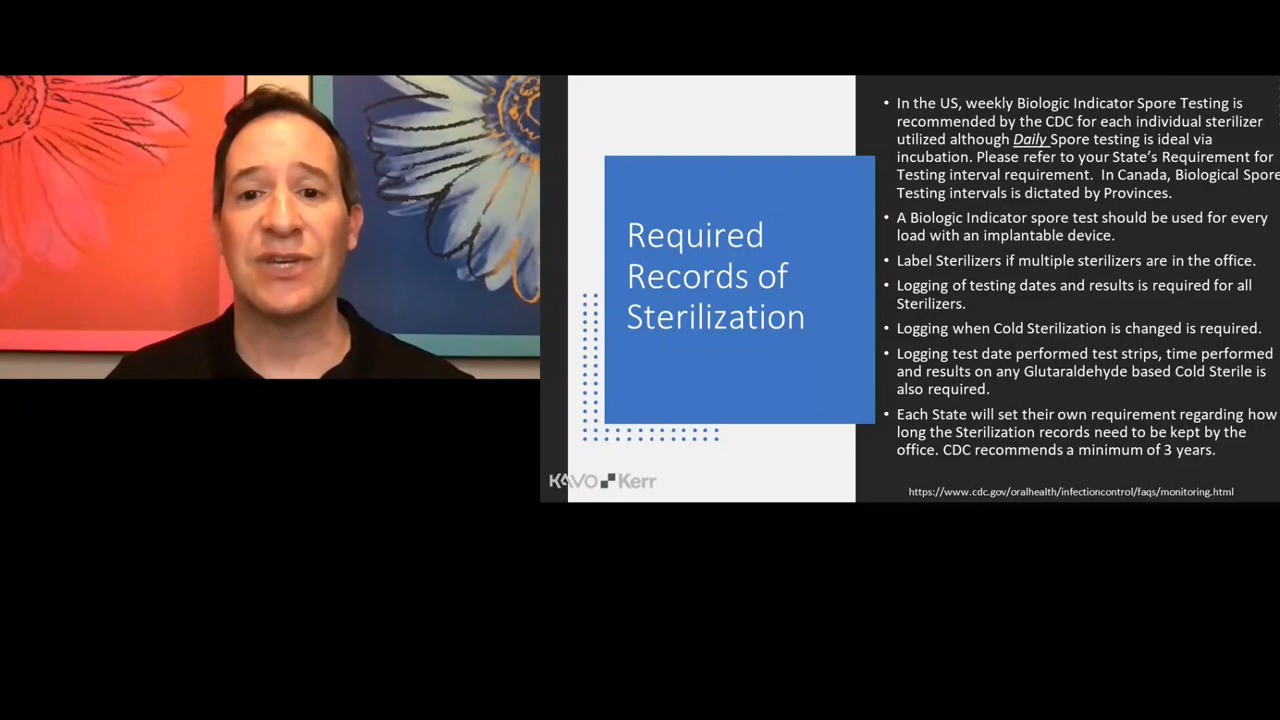 Required
Records of
Sterilization
KAVO Kerr
• In the US, weekly Biologic Indicator Spore Testing is
recommended by the CDC for each individual sterilizer
utilized although Daily Spore testing is ideal via
incubation. Please refer to your State’s Requirement for
Testing interval requirement.  In Canada, Biological Spore
Testing intervals is dictated by Provinces.
• A Biologic Indicator spore test should be used for every
load with an implantable device.
• Label Sterilizers if multiple sterilizers are in the office.
• Logging of testing dates and results is required for all
Sterilizers.
• Logging when Cold Sterilization is changed is required.
• Logging test date performed test strips, time performed
and results on any Glutaraldehyde based Cold Sterile is
also required.
• Each State will set their own requirement regarding how
long the Sterilization records need to be kept by the
office. CDC recommends a minimum of 3 years.
https://www.cdc.gov/oralhealth/infectioncontrol/faqs/monitoring.html